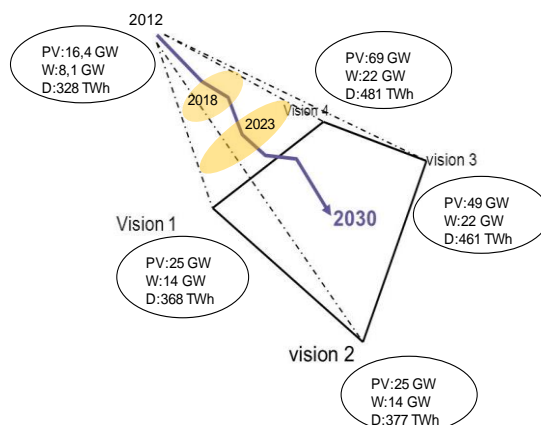 2012
PV:16,4 GW
W:8,1 GW
D:328 TWh
PV:69 GW
W:22 GW
D:481 TWh
2018
Vision 4
2023
vision 3
PV:49 GW
W:22 GW
D:461 TWh
Vision 1
2030
PV:25 GW
W:14 GW
D:368 TWh
vision 2
PV:25 GW
W:14 GW
D:377 TWh